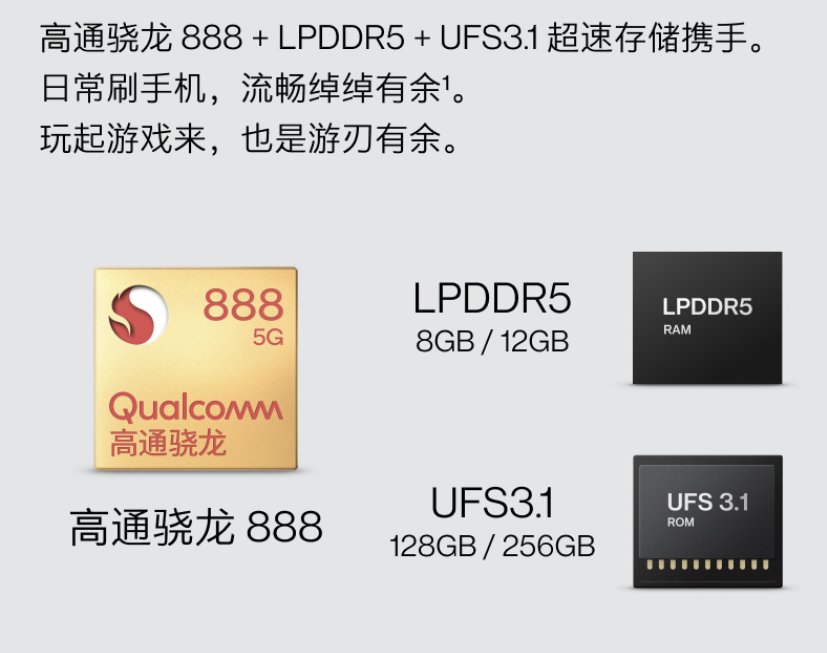 高通骁龙 888 + LPDDR5 + UFS3.1 超速存储携手。
日常刷手机，流畅绰绰有余¹。
玩起游戏来，也是游刃有余。
888
5G
Qualcomm
高通骁龙
高通骁龙 888
LPDDR5
8GB / 12GB
LPDDR5
RAM
UFS3.1
128GB / 256GB
UFS 3.1
ROM